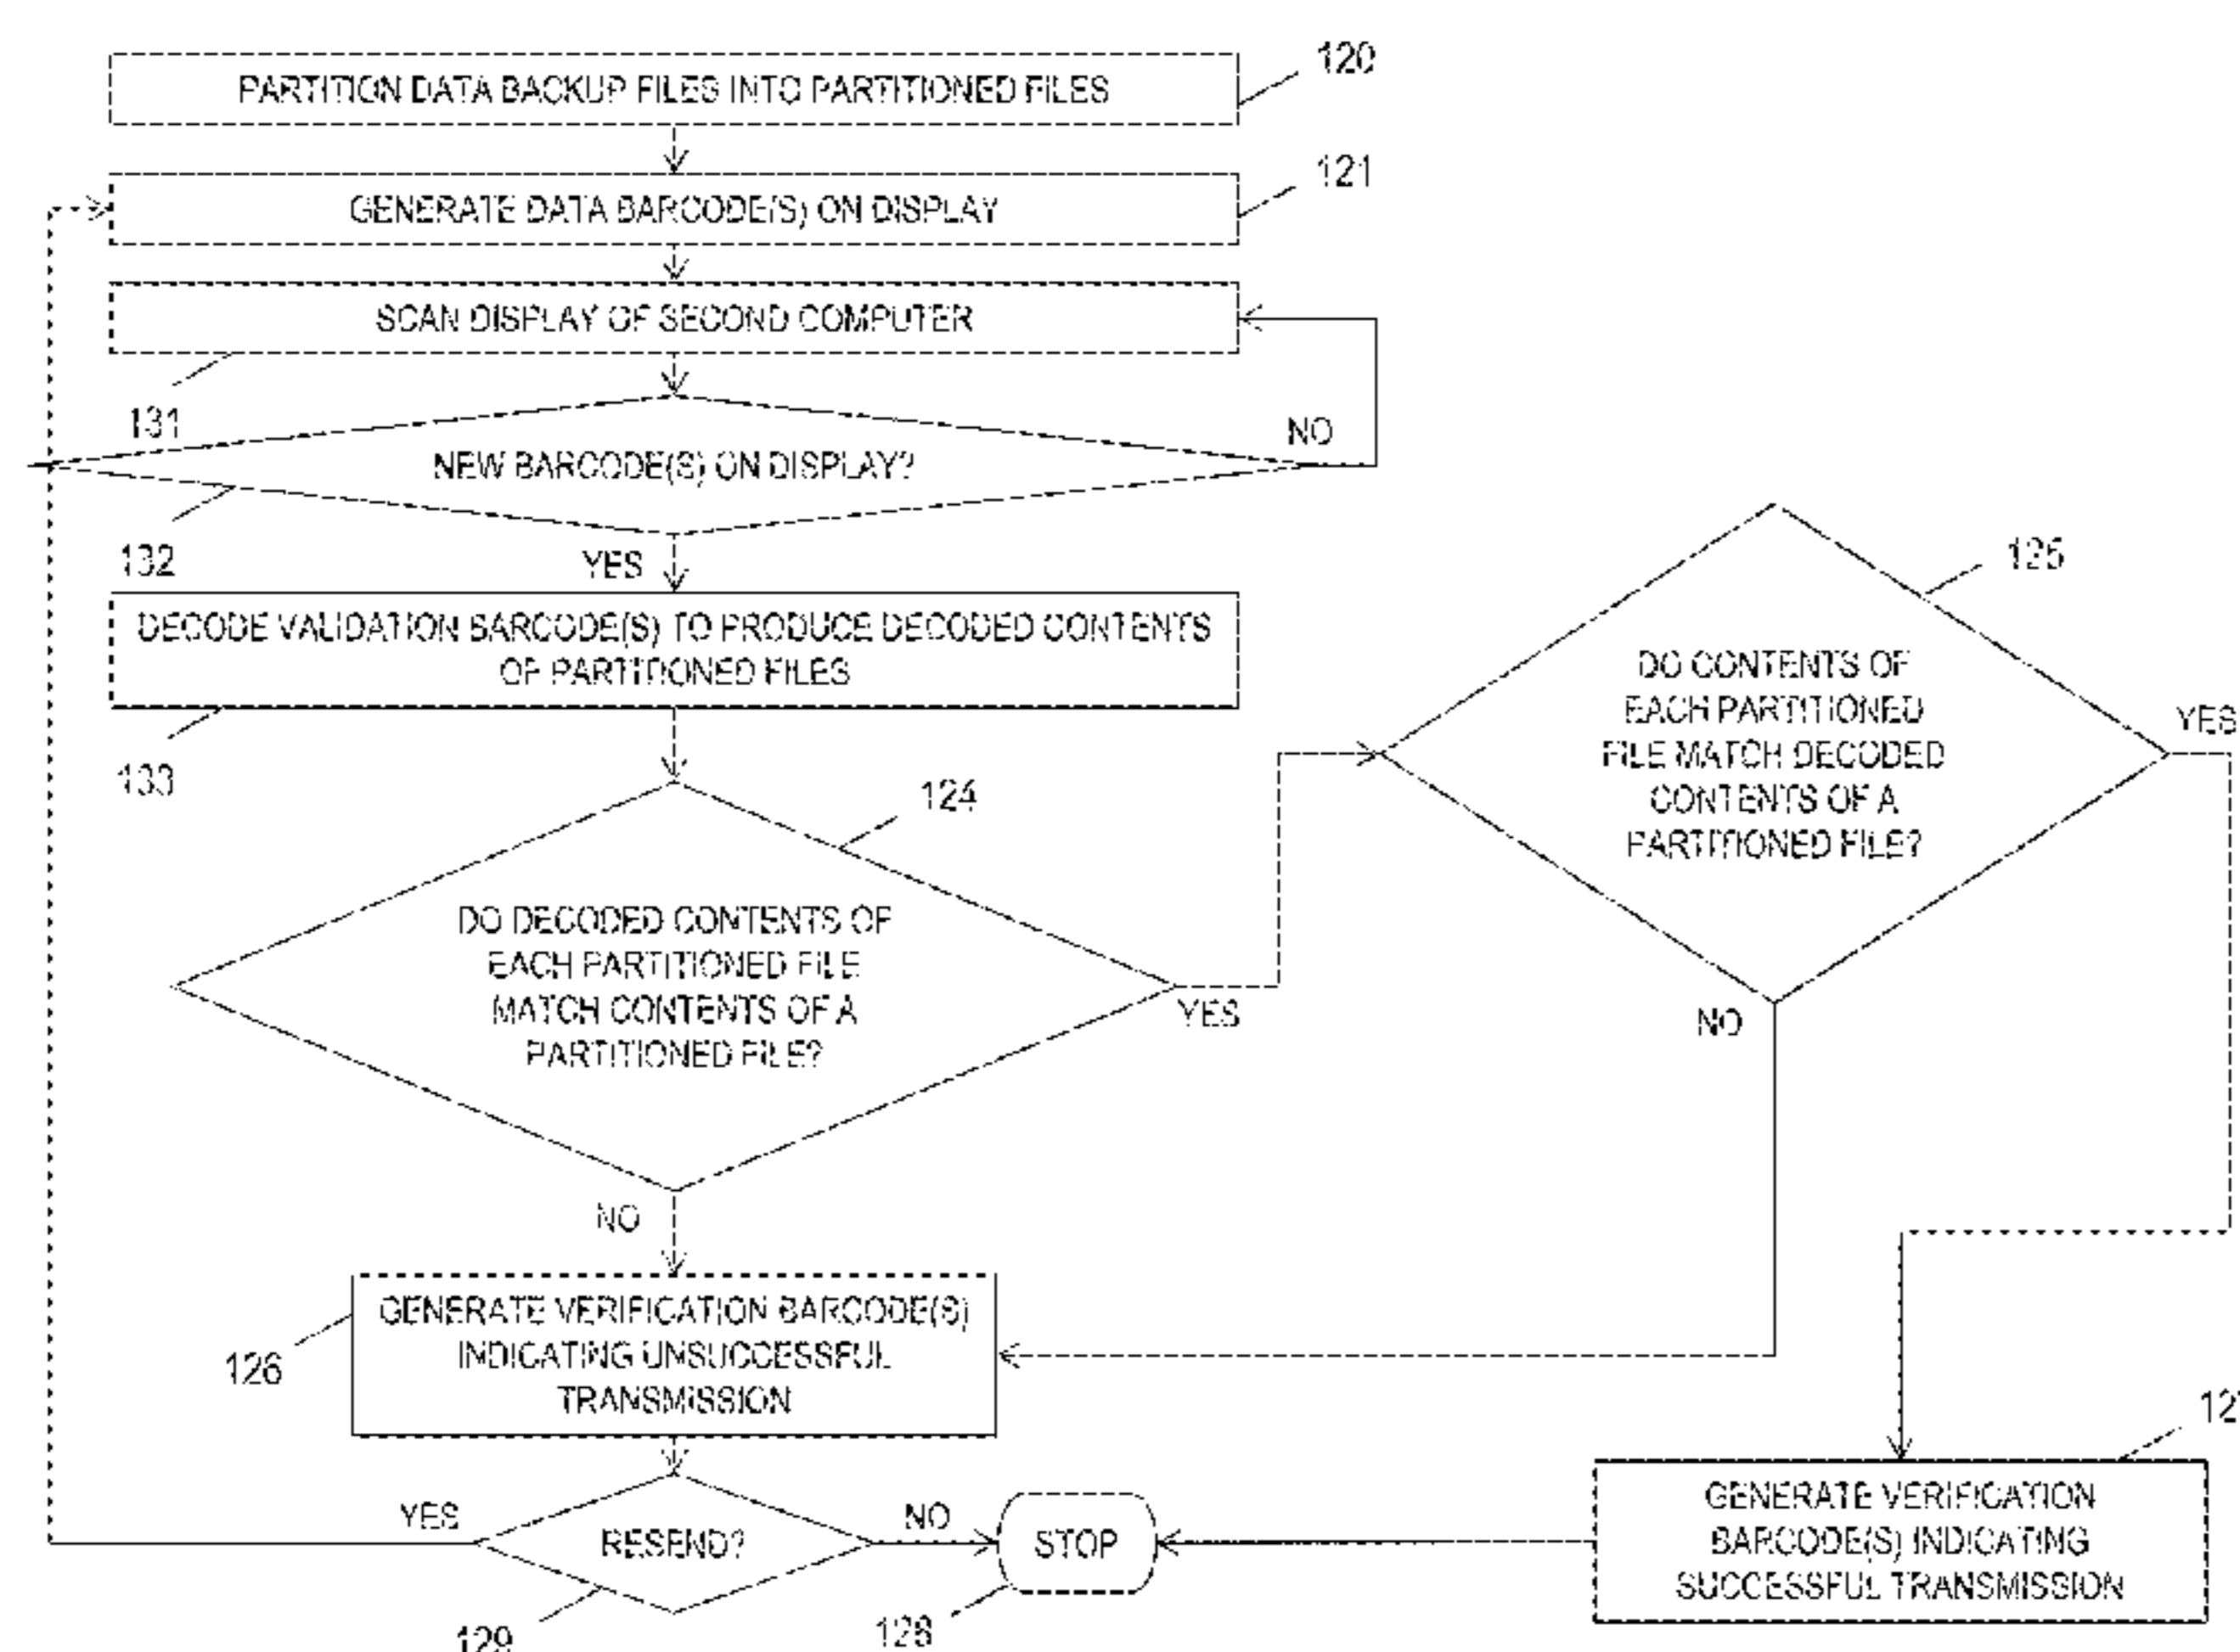 120
PARTITION DATA BACKUP FILES INTO PARTITIONED FILES
121
GENERATE DATA BARCODE(S) ON DISPLAY
SCAN DISPLAY OF SECOND COMPUTER
131
NO
NEW BARCODE(S) ON DISPLAY?
132
YES
DECODE VALIDATION BARCODE(S) TO PRODUCE DECODED CONTENTS
OF PARTITIONED FILES
133
124
DO DECODED CONTENTS OF
EACH PARTITIONED FILE
MATCH CONTENTS OF A
PARTITIONED FILE?
YES
NO
125
DO CONTENTS OF
EACH PARTITIONED
FILE MATCH DECODED
CONTENTS OF A
PARTITIONED FILE?
YES
NO
GENERATE VERIFICATION BARCODE(S)
INDICATING UNSUCCESSFUL
TRANSMISSION
126
YES
RESEND?
NO
129
STOP
128
GENERATE VERIFICATION
BARCODE(S) INDICATING
SUCCESSFUL TRANSMISSION